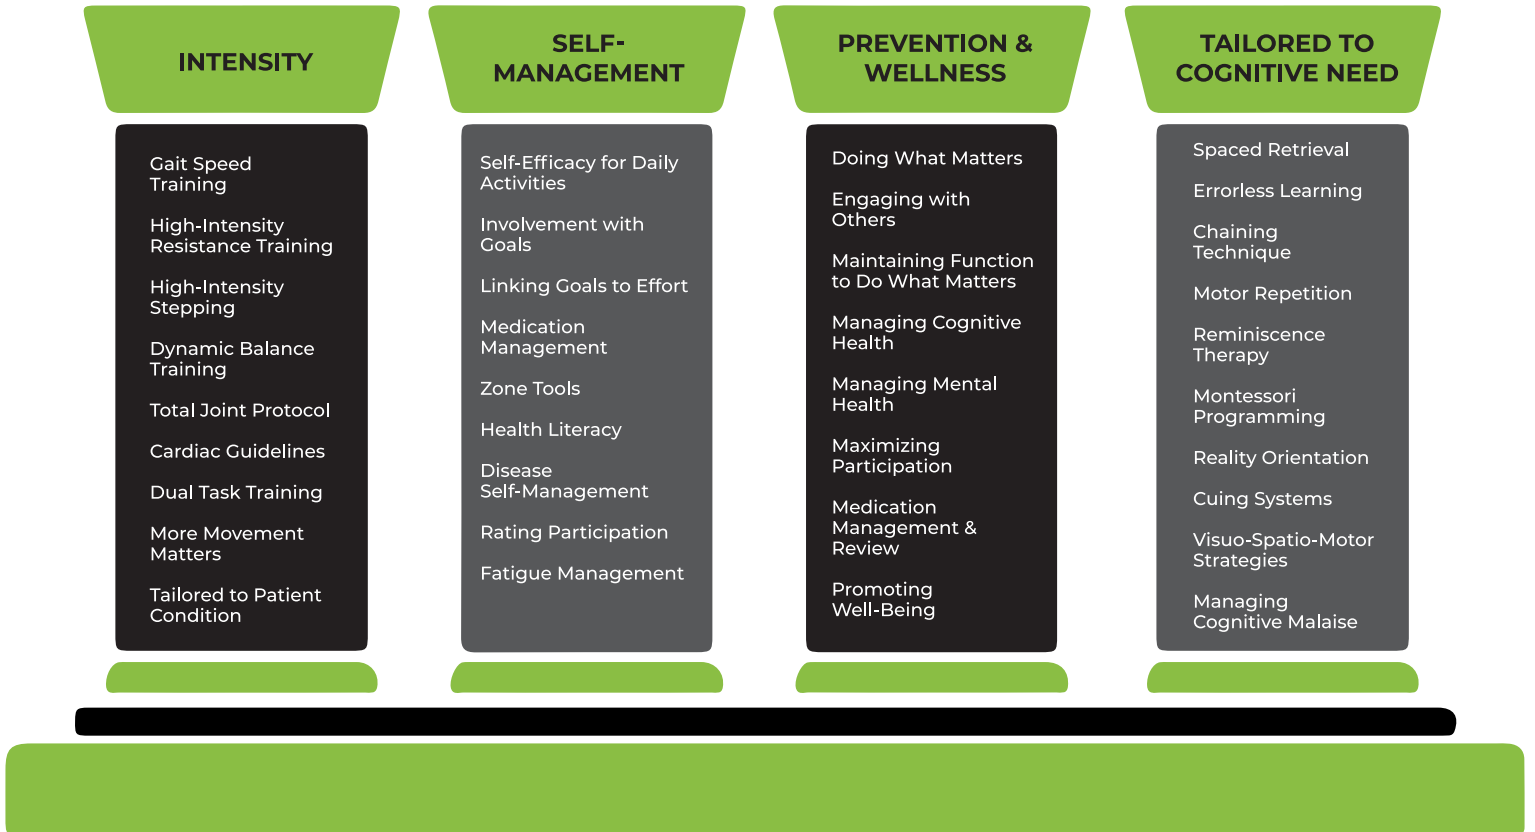 INTENSITY
Gait Speed
Training
High-Intensity
Resistance Training
High-Intensity
Stepping
Dynamic Balance
Training
Total Joint Protocol
Cardiac Guidelines
Dual Task Training
More Movement
Matters
Tailored to Patient
Condition
SELF-
MANAGEMENT
Self-Efficacy for Daily
Activities
Involvement with
Goals
Linking Goals to Effort
Medication
Management
Zone Tools
Health Literacy
Disease
Self-Management
Rating Participation
Fatigue Management
PREVENTION &
WELLNESS
Doing What Matters
Engaging with
Others
Maintaining Function
to Do What Matters
Managing Cognitive
Health
Managing Mental
Health
Maximizing
Participation
Medication
Management &
Review
Promoting
Well-Being
TAILORED TO
COGNITIVE NEED
Spaced Retrieval
Errorless Learning
Chaining
Technique
Motor Repetition
Reminiscence
Therapy
Montessori
Programming
Reality Orientation
Cuing Systems
Visuo-Spatio-Motor
Strategies
Managing
Cognitive Malaise